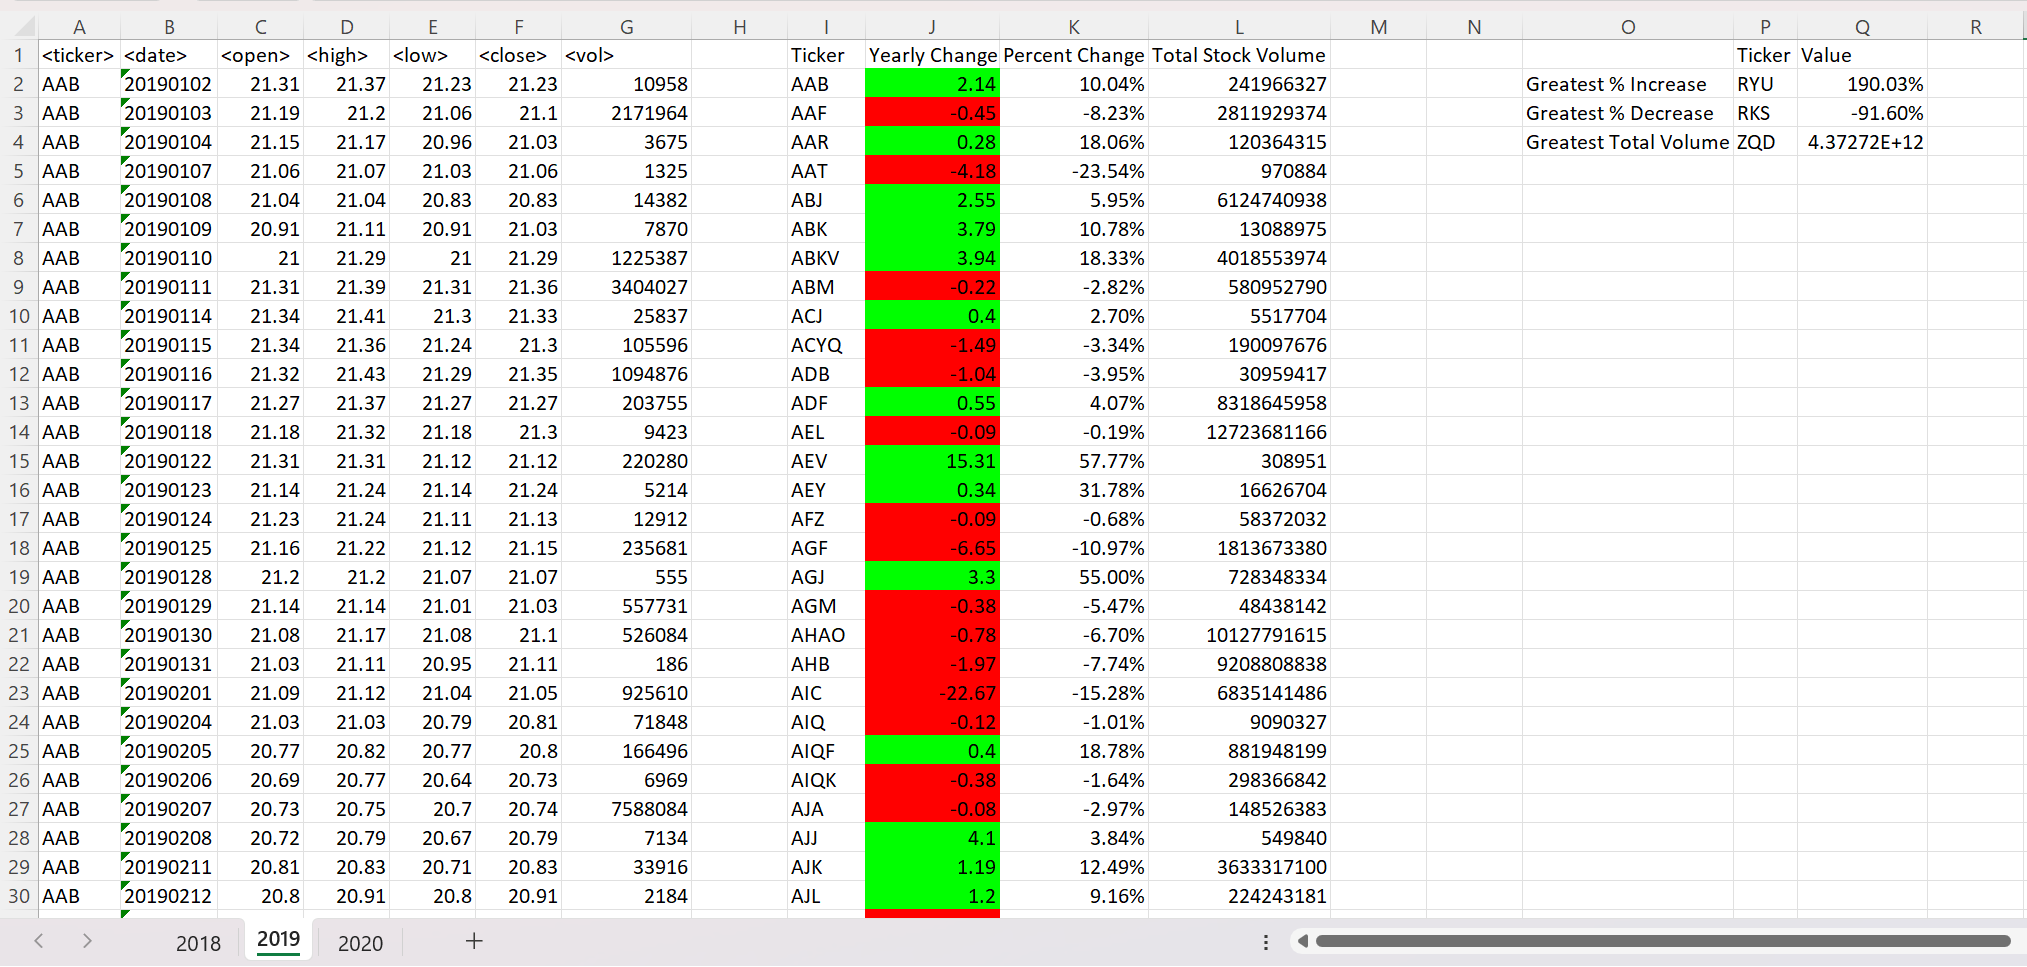 A B C D E F G H I J K L M N O P Q R
1 <ticker> <date> <open> <high> <low> <close> <vol> Ticker Yearly Change Percent Change Total Stock Volume Ticker Value
2 AAB 20190102 21.31 21.37 21.23 21.23 10958 AAB 2.14 10.04% 241966327 Greatest % Increase RYU 190.03%
3 AAB 20190103 21.19 21.2 21.06 21.1 2171964 AAF -0.45 -8.23% 2811929374 Greatest % Decrease RKS -91.60%
4 AAB 20190104 21.15 21.17 20.96 21.03 3675 AAR 0.28 18.06% 120364315 Greatest Total Volume ZQD 4.37272E+12
5 AAB 20190107 21.06 21.07 21.03 21.06 1325 AAT -4.18 -23.54% 970884
6 AAB 20190108 21.04 21.04 20.83 20.83 14382 ABJ 2.55 5.95% 6124740938
7 AAB 20190109 20.91 21.11 20.91 21.03 7870 ABK 3.79 10.78% 13088975
8 AAB 20190110 21 21.29 21 21.29 1225387 ABKV 3.94 18.33% 4018553974
9 AAB 20190111 21.31 21.39 21.31 21.36 3404027 ABM -0.22 -2.82% 580952790
10 AAB 20190114 21.34 21.41 21.3 21.33 25837 ACJ 0.4 2.70% 5517704
11 AAB 20190115 21.34 21.36 21.24 21.3 105596 ACYQ -1.49 -3.34% 190097676
12 AAB 20190116 21.32 21.43 21.29 21.35 1094876 ADB -1.04 -3.95% 30959417
13 AAB 20190117 21.27 21.37 21.27 21.27 203755 ADF 0.55 4.07% 8318645958
14 AAB 20190118 21.18 21.32 21.18 21.3 9423 AEL -0.09 -0.19% 12723681166
15 AAB 20190122 21.31 21.31 21.12 21.12 220280 AEV 15.31 57.77% 308951
16 AAB 20190123 21.14 21.24 21.14 21.24 5214 AEY 0.34 31.78% 16626704
17 AAB 20190124 21.23 21.24 21.11 21.13 12912 AFZ -0.09 -0.68% 58372032
18 AAB 20190125 21.16 21.22 21.12 21.15 235681 AGF -6.65 -10.97% 1813673380
19 AAB 20190128 21.2 21.2 21.07 21.07 555 AGJ 3.3 55.00% 728348334
20 AAB 20190129 21.14 21.14 21.01 21.03 557731 AGM -0.38 -5.47% 48438142
21 AAB 20190130 21.08 21.17 21.08 21.1 526084 AHAO -0.78 -6.70% 10127791615
22 AAB 20190131 21.03 21.11 20.95 21.11 186 AHB -1.97 -7.74% 9208808838
23 AAB 20190201 21.09 21.12 21.04 21.05 925610 AIC -22.67 -15.28% 6835141486
24 AAB 20190204 21.03 21.03 20.79 20.81 71848 AIQ -0.12 -1.01% 9090327
25 AAB 20190205 20.77 20.82 20.77 20.8 166496 AIQF 0.4 18.78% 881948199
26 AAB 20190206 20.69 20.77 20.64 20.73 6969 AIQK -0.38 -1.64% 298366842
27 AAB 20190207 20.73 20.75 20.7 20.74 7588084 AJA -0.08 -2.97% 148526383
28 AAB 20190208 20.72 20.79 20.67 20.79 7134 AJJ 4.1 3.84% 549840
29 AAB 20190211 20.81 20.83 20.71 20.83 33916 AJK 1.19 12.49% 3633317100
30 AAB 20190212 20.8 20.91 20.8 20.91 2184 AJL 1.2 9.16% 224243181
2018 2019 2020